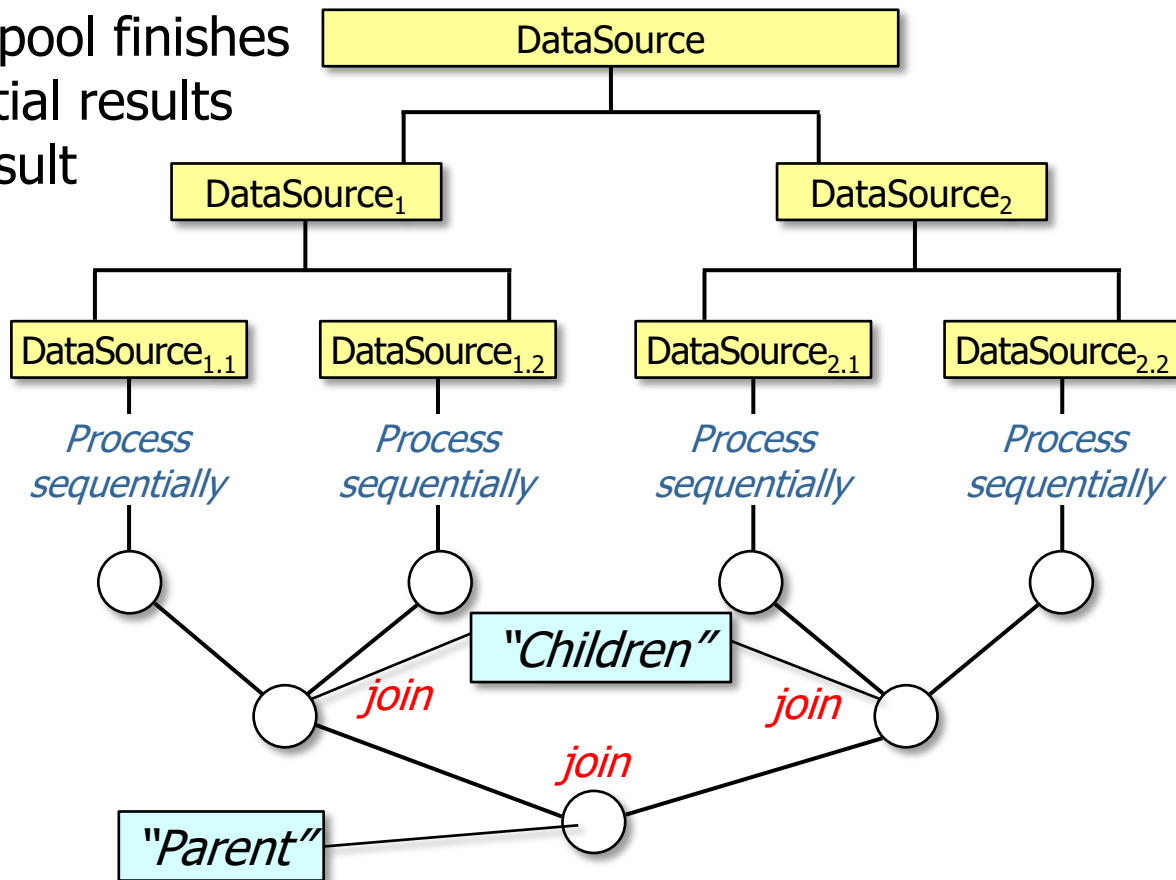 pool finishes
tial results
sult
DataSource
DataSource₁
DataSource₂
DataSource₁.₁
DataSource₁.₂
DataSource₂.₁
DataSource₂.₂
Process
sequentially
Process
sequentially
Process
sequentially
Process
sequentially
"Children"
join
join
join
"Parent"